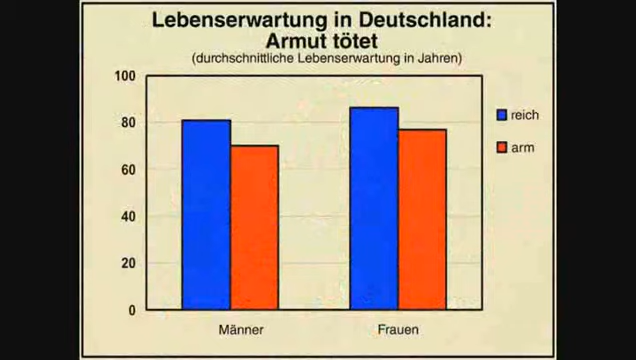 Lebenserwartung in Deutschland:
Armut tötet
(durchschnittliche Lebenserwartung in Jahren)
100
80
60
40
20
0
reich
arm
Männer
Frauen